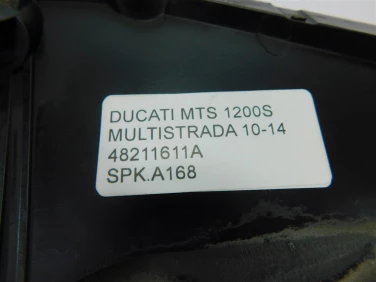 DUCATI MTS 1200S
MULTISTRADA 10-14
48211611A
SPK.A168